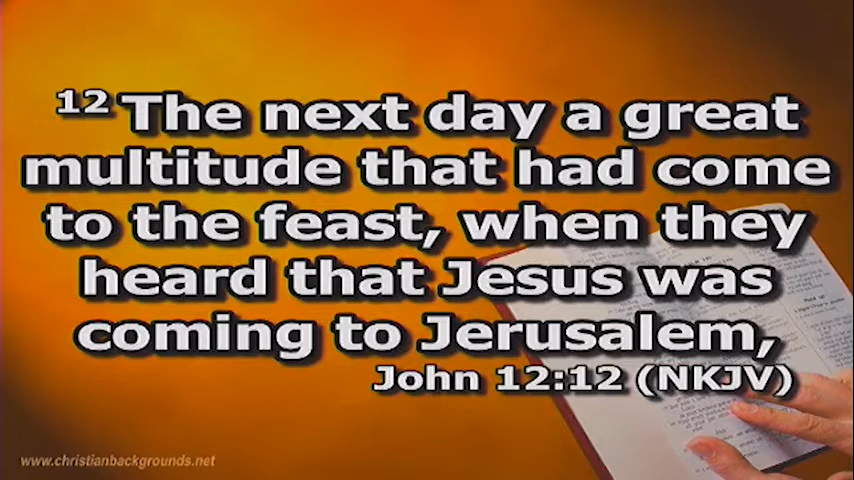 12 The next day a great
multitude that had come
to the feast, when they
heard that Jesus was
coming to Jerusalem,
John 12:12 (NKJV)
www.christianbackgrounds.net